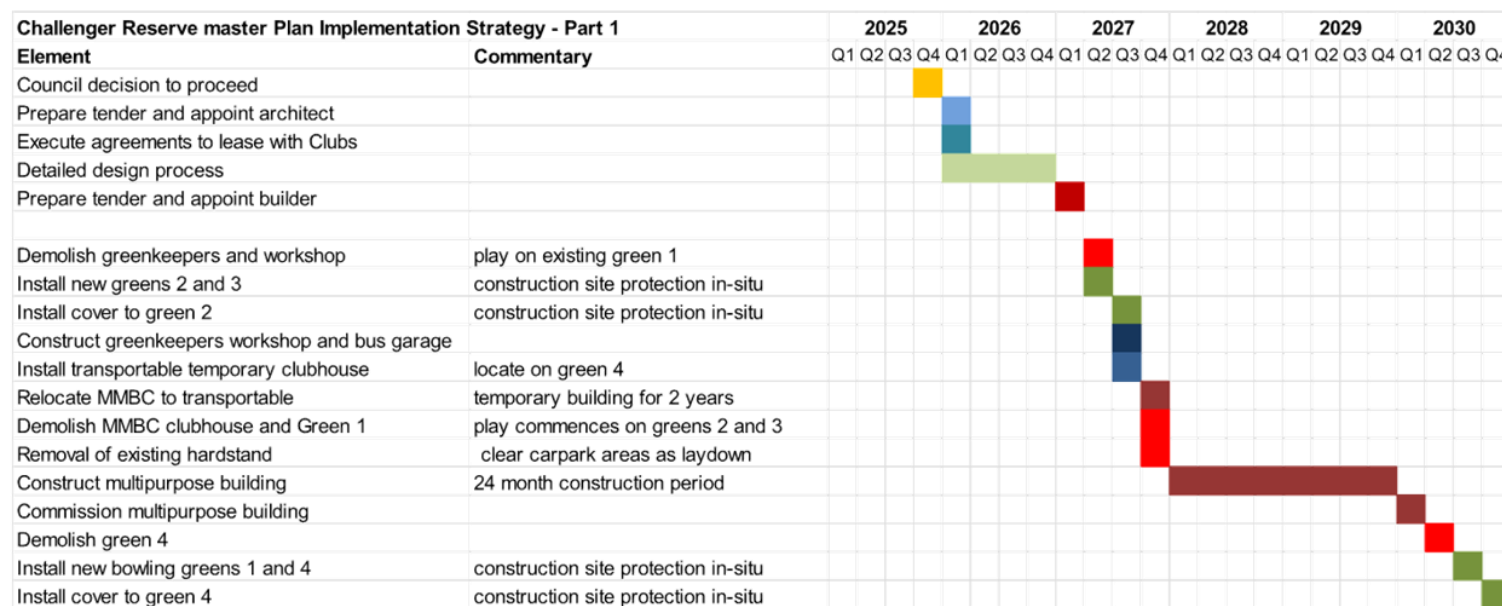 Challenger Reserve master Plan Implementation Strategy - Part 1 2025 2026 2027 2028 2029 2030
Element Commentary Q1 Q2 Q3 Q4 Q1 Q2 Q3 Q4 Q1 Q2 Q3 Q4 Q1 Q2 Q3 Q4 Q1 Q2 Q3 Q4 Q1 Q2 Q3 Q4
Council decision to proceed
Prepare tender and appoint architect
Execute agreements to lease with Clubs
Detailed design process
Prepare tender and appoint builder
Demolish greenkeepers and workshop play on existing green 1
Install new greens 2 and 3 construction site protection in-situ
Install cover to green 2 construction site protection in-situ
Construct greenkeepers workshop and bus garage
Install transportable temporary clubhouse locate on green 4
Relocate MMBC to transportable temporary building for 2 years
Demolish MMBC clubhouse and Green 1 play commences on greens 2 and 3
Removal of existing hardstand clear carpark areas as laydown
Construct multipurpose building 24 month construction period
Commission multipurpose building
Demolish green 4
Install new bowling greens 1 and 4 construction site protection in-situ
Install cover to green 4 construction site protection in-situ